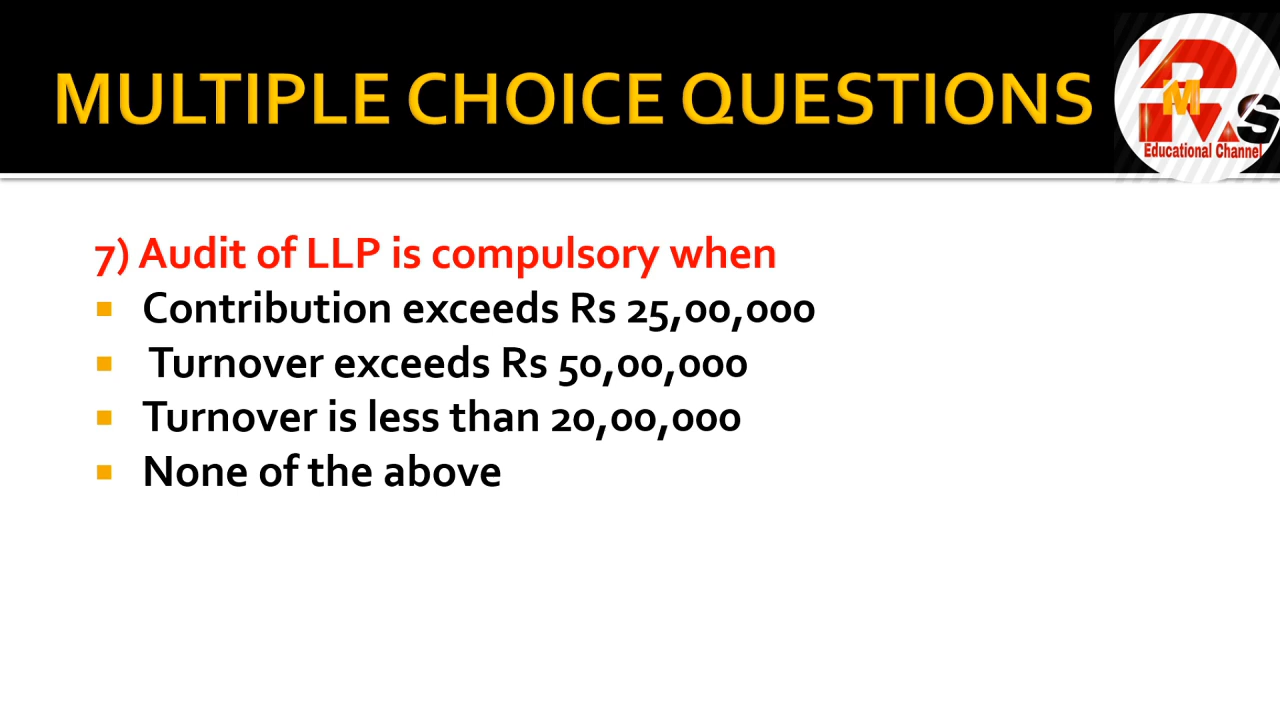 MULTIPLE CHOICE QUESTIONS
M
S
Educational Channel
7) Audit of LLP is compulsory when
Contribution exceeds Rs 25,00,000
Turnover exceeds Rs 50,00,000
Turnover is less than 20,00,000
None of the above